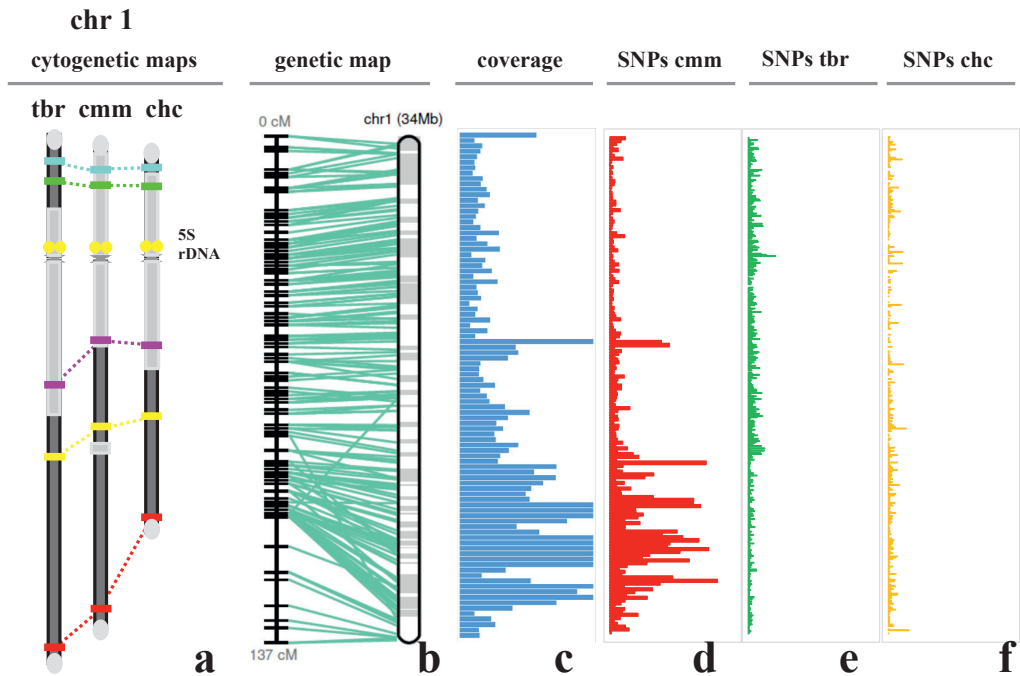 chr 1
cytogenetic maps
genetic map
coverage
SNPs cmm
SNPs tbr
SNPs chc
tbr cmm chc
0 cM
chr1 (34Mb)
5S
rDNA
137 cM
a
b
c
d
e
f